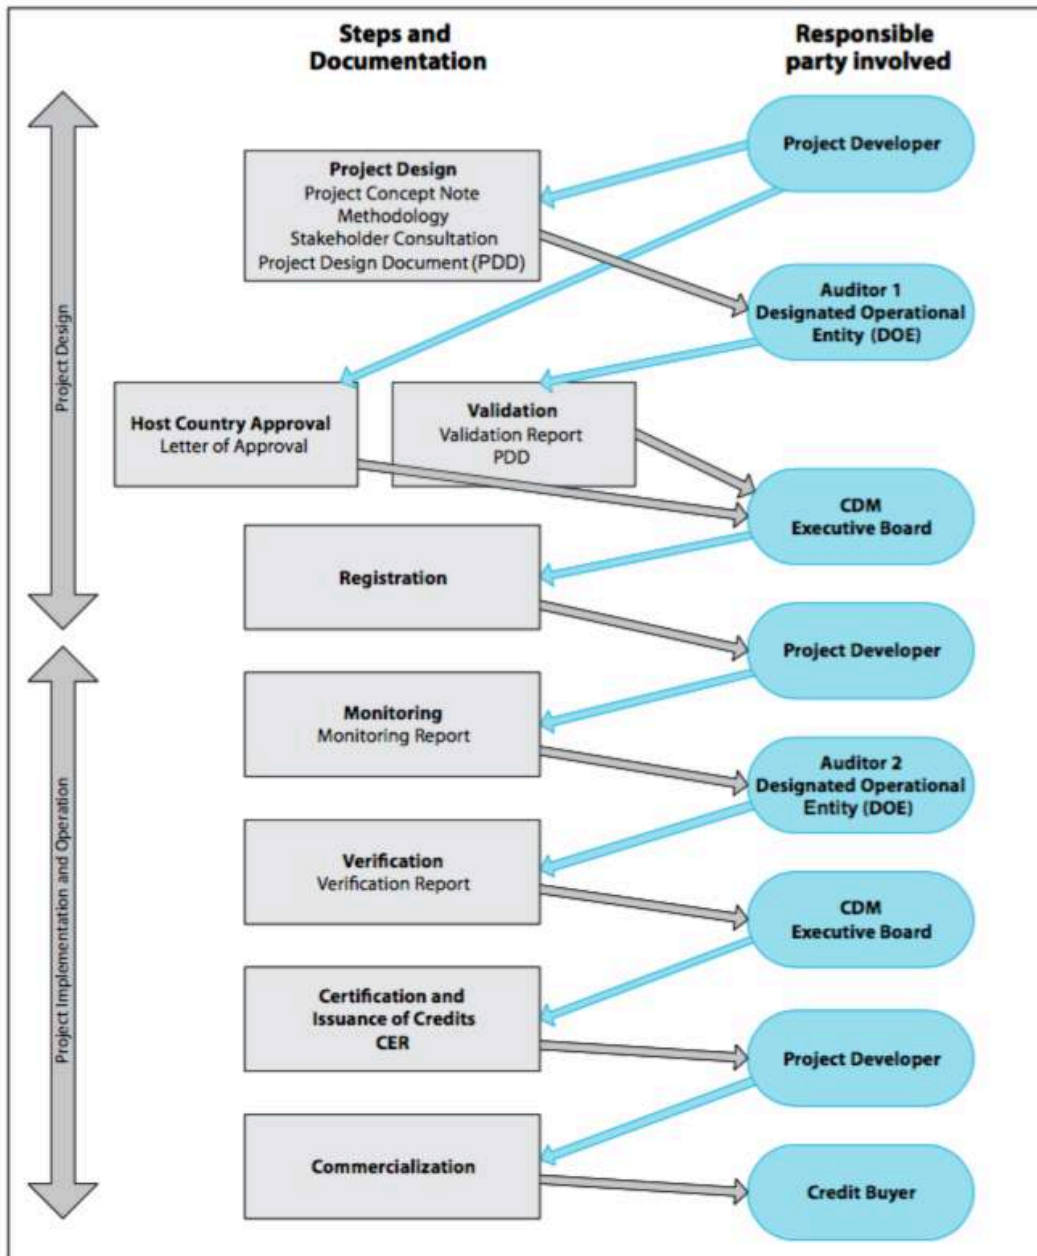 Steps and
Documentation
Responsible
party involved
Project Developer
Project Design
Project Concept Note
Methodology
Stakeholder Consultation
Project Design Document (PDD)
Auditor 1
Designated Operational
Entity (DOE)
Project Design
Host Country Approval
Letter of Approval
Validation
Validation Report
PDD
CDM
Executive Board
Registration
Project Developer
Monitoring
Monitoring Report
Auditor 2
Designated Operational
Entity (DOE)
Project Implementation and Operation
Verification
Verification Report
CDM
Executive Board
Certification and
Issuance of Credits
CER
Project Developer
Commercialization
Credit Buyer